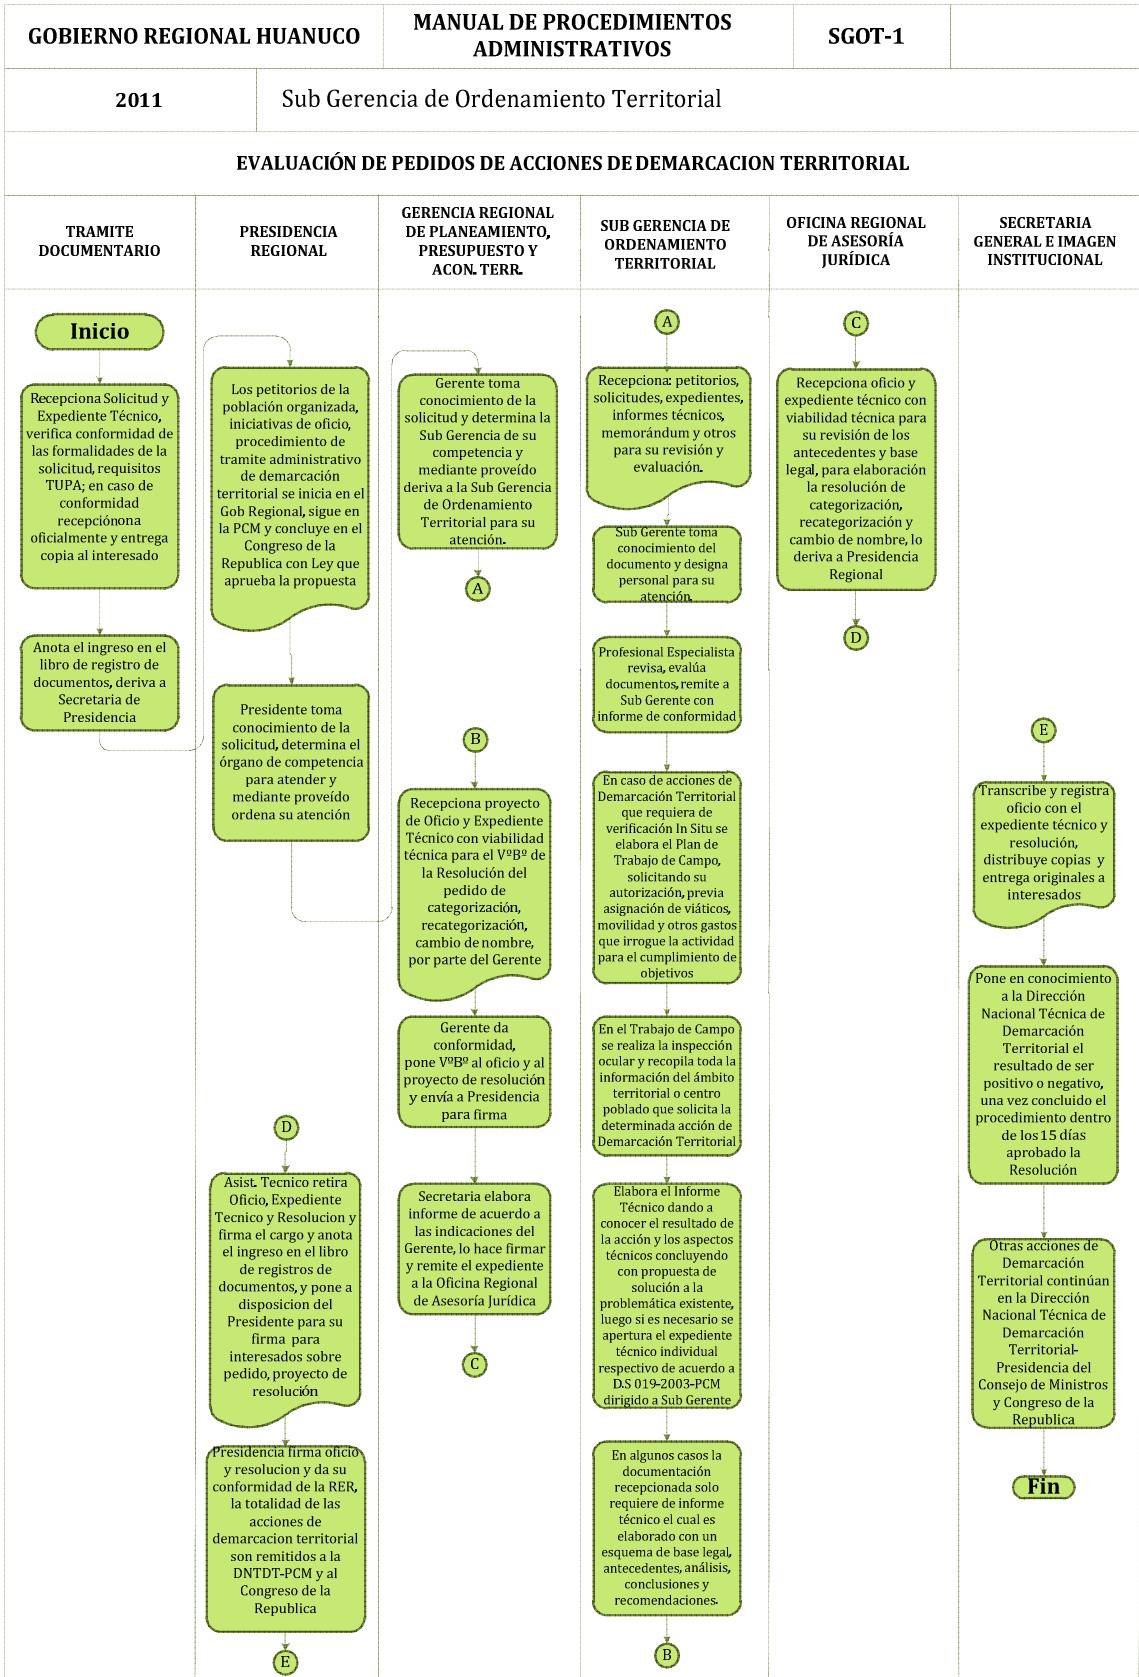 GOBIERNO REGIONAL HUANUCO
MANUAL DE PROCEDIMIENTOS
ADMINISTRATIVOS
SGOT-1
2011
Sub Gerencia de Ordenamiento Territorial
EVALUACIÓN DE PEDIDOS DE ACCIONES DE DEMARCACION TERRITORIAL
TRAMITE
DOCUMENTARIO
PRESIDENCIA
REGIONAL
GERENCIA REGIONAL
DE PLANEAMIENTO,
PRESUPUESTO Y
ACON. TERR.
SUB GERENCIA DE
ORDENAMIENTO
TERRITORIAL
OFICINA REGIONAL
DE ASESORÍA
JURÍDICA
SECRETARIA
GENERAL E IMAGEN
INSTITUCIONAL
Inicio
Recepciona Solicitud y
Expediente Técnico,
verifica conformidad de
las formalidades de la
solicitud, requisitos
TUPA; en caso de
conformidad
recepciónona
oficialmente y entrega
copia al interesado
Anota el ingreso en el
libro de registro de
documentos, deriva a
Secretaria de
Presidencia
Los petitorios de la
población organizada,
iniciativas de oficio,
procedimiento de
tramite administrativo
de demarcación
territorial se inicia en el
Gob Regional, sigue en
la PCM y concluye en el
Congreso de la
Republica con Ley que
aprueba la propuesta
Presidente toma
conocimiento de la
solicitud, determina el
órgano de competencia
para atender y
mediante proveído
ordena su atención
D
Asist. Tecnico retira
Oficio, Expediente
Tecnico y Resolucion y
firma el cargo y anota
el ingreso en el libro
de registros de
documentos, y pone a
disposicion del
Presidente para su
firma para
interesados sobre
pedido, proyecto de
resolución
Presidencia firma oficio
y resolucion y da su
conformidad de la RER,
la totalidad de las
acciones de
demarcacion territorial
son remitidos a la
DNTDT-PCM y al
Congreso de la
Republica
E
Gerente toma
conocimiento de la
solicitud y determina la
Sub Gerencia de su
competencia y
mediante proveído
deriva a la Sub Gerencia
de Ordenamiento
Territorial para su
atención.
A
B
Recepciona proyecto
de Oficio y Expediente
Técnico con viabilidad
técnica para el VºBº de
la Resolución del
pedido de
categorización,
recategorización,
cambio de nombre,
por parte del Gerente
Gerente da
conformidad,
pone VºBº al oficio y al
proyecto de resolución
y envía a Presidencia
para firma
Secretaria elabora
informe de acuerdo a
las indicaciones del
Gerente, lo hace firmar
y remite el expediente
a la Oficina Regional
de Asesoría Jurídica
C
A
Recepciona: petitorios,
solicitudes, expedientes,
informes técnicos,
memorándum y otros
para su revisión y
evaluación.
Sub Gerente toma
conocimiento del
documento y designa
personal para su
atención.
Profesional Especialista
revisa, evalúa
documentos, remite a
Sub Gerente con
informe de conformidad
En caso de acciones de
Demarcación Territorial
que requiera de
verificación In Situ se
elabora el Plan de
Trabajo de Campo,
solicitando su
autorización, previa
asignación de viáticos,
movilidad y otros gastos
que irrogue la actividad
para el cumplimiento de
objetivos
En el Trabajo de Campo
se realiza la inspección
ocular y recopila toda la
información del ámbito
territorial o centro
poblado que solicita la
determinada acción de
Demarcación Territorial
Elabora el Informe
Técnico dando a
conocer el resultado de
la acción y los aspectos
técnicos concluyendo
con propuesta de
solución a la
problemática existente,
luego si es necesario se
apertura el expediente
técnico individual
respectivo de acuerdo a
D.S 019-2003-PCM
dirigido a Sub Gerente
En algunos casos la
documentación
recepcionada solo
requiere de informe
técnico el cual es
elaborado con un
esquema de base legal,
antecedentes, análisis,
conclusiones y
recomendaciones.
B
C
Recepciona oficio y
expediente técnico con
viabilidad técnica para
su revisión de los
antecedentes y base
legal, para elaboración
la resolución de
categorización,
recategorización y
cambio de nombre, lo
deriva a Presidencia
Regional
D
E
Transcribe y registra
oficio con el
expediente técnico y
resolución,
distribuye copias y
entrega originales a
interesados
Pone en conocimiento
a la Dirección
Nacional Técnica de
Demarcación
Territorial el
resultado de ser
positivo o negativo,
una vez concluido el
procedimiento dentro
de los 15 días
aprobado la
Resolución
Otras acciones de
Demarcación
Territorial continúan
en la Dirección
Nacional Técnica de
Demarcación
Territorial-
Presidencia del
Consejo de Ministros
y Congreso de la
Republica
Fin